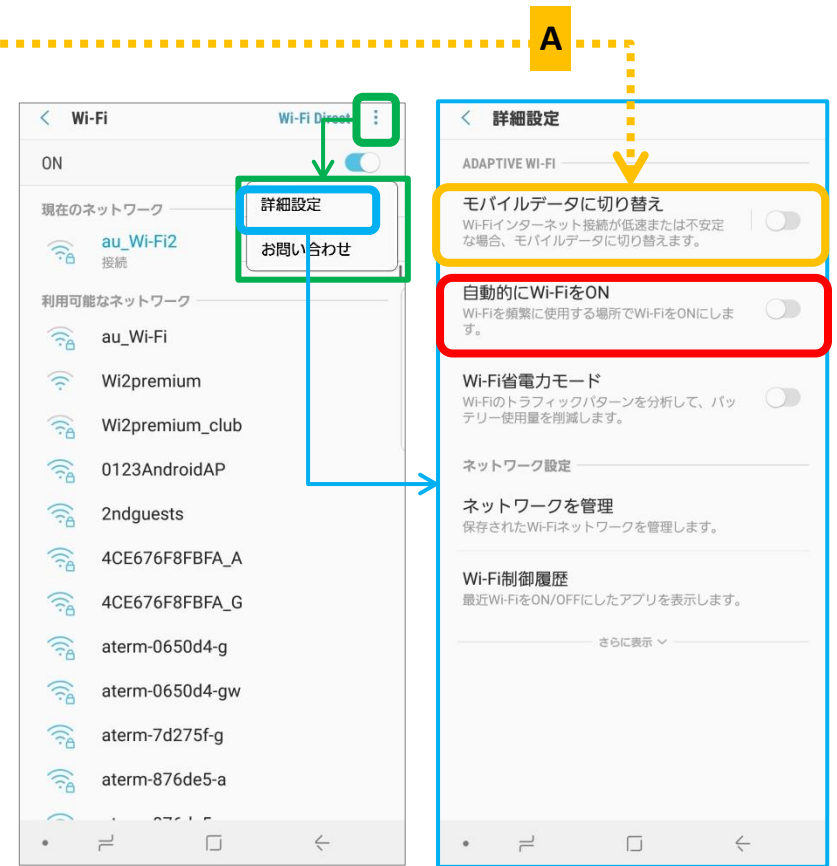 A
Wi-Fi
Wi-Fi Direct
ON
詳細設定
お問い合わせ
現在のネットワーク
au_Wi-Fi2
接続
利用可能なネットワーク
au_Wi-Fi
Wi2premium
Wi2premium_club
0123AndroidAP
2ndguests
4CE676F8FBFA_A
4CE676F8FBFA_G
aterm-0650d4-g
aterm-0650d4-gw
aterm-7d275f-g
aterm-876de5-a
詳細設定
ADAPTIVE WI-FI
モバイルデータに切り替え
Wi-Fiインターネット接続が低速または不安定
な場合、モバイルデータに切り替えます。
自動的にWi-FiをON
Wi-Fiを頻繁に使用する場所でWi-FiをONにしま
す。
Wi-Fi省電力モード
Wi-Fiのトラフィックパターンを分析して、バッ
テリー使用量を削減します。
ネットワーク設定
ネットワークを管理
保存されたWi-Fiネットワークを管理します。
Wi-Fi制御履歴
最近Wi-FiをON/OFFにしたアプリを表示します。
さらに表示